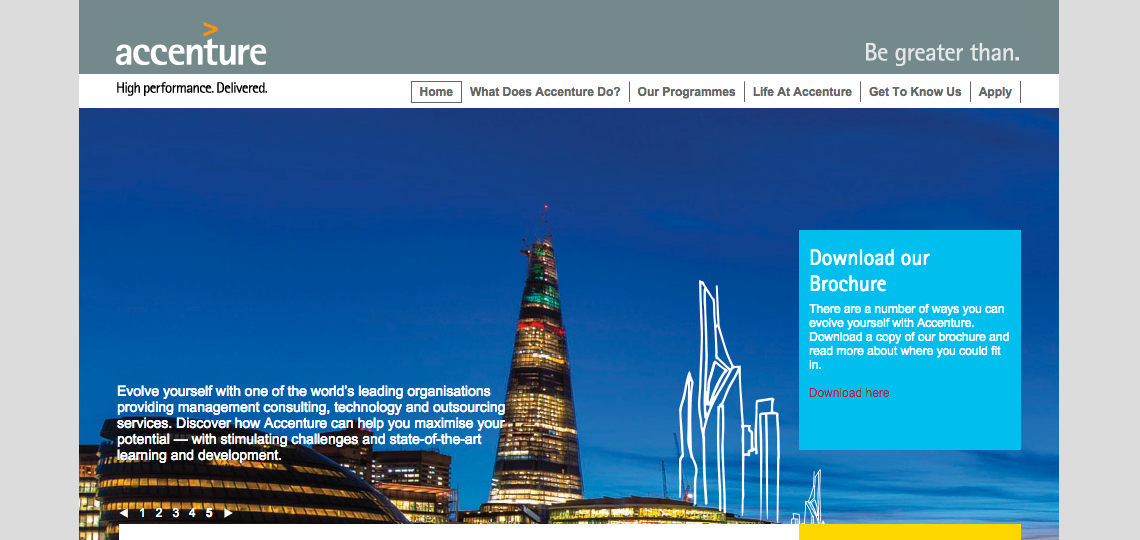 >
accenture
Be greater than.
High performance. Delivered.
Home
What Does Accenture Do?
Our Programmes
Life At Accenture
Get To Know Us
Apply
Download our
Brochure
There are a number of ways you can
evolve yourself with Accenture.
Download a copy of our brochure and
read more about where you could fit
in.
Download here
Evolve yourself with one of the world's leading organisations
providing management consulting, technology and outsourcing
services. Discover how Accenture can help you maximise your
potential — with stimulating challenges and state-of-the-art
learning and development.
◄ 1 2 3 4 5 ►